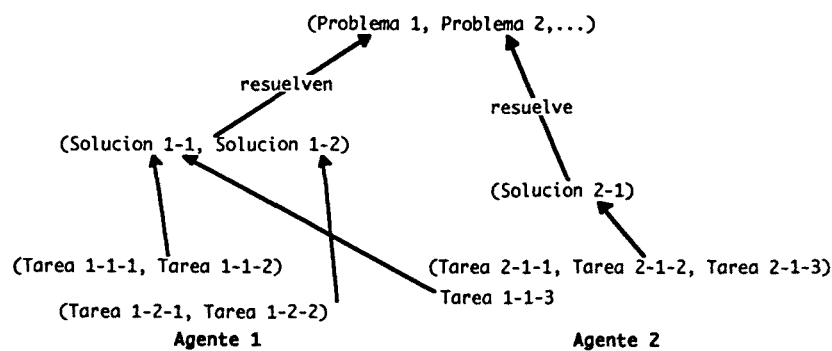 (Problema 1, Problema 2,...)
resuelven
resuelve
(Solucion 1-1, Solucion 1-2)
(Solucion 2-1)
(Tarea 1-1-1, Tarea 1-1-2)
(Tarea 2-1-1, Tarea 2-1-2, Tarea 2-1-3)
Tarea 1-1-3
(Tarea 1-2-1, Tarea 1-2-2)
Agente 1
Agente 2